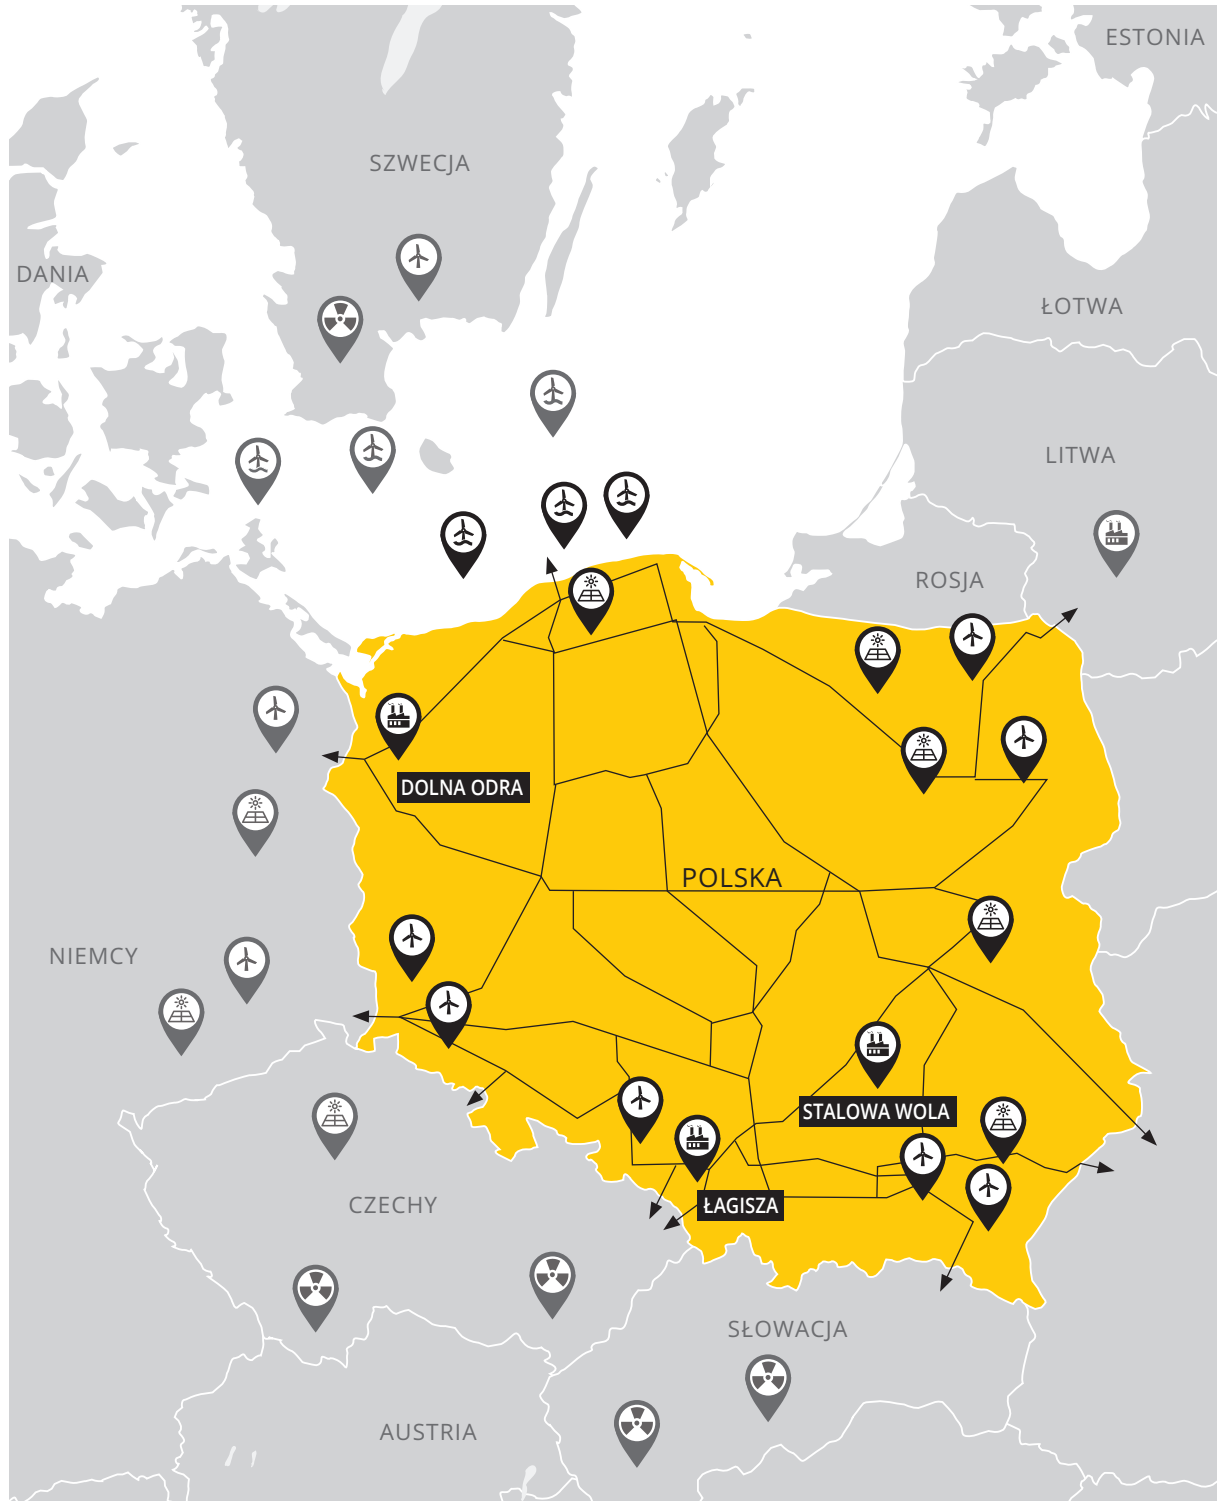 ESTONIA
SZWECJA
DANIA
ŁOTWA
LITWA
ROSJA
DOLNA ODRA
POLSKA
NIEMCY
STALOWA WOLA
CZECHY
ŁAGISZA
SŁOWACJA
AUSTRIA